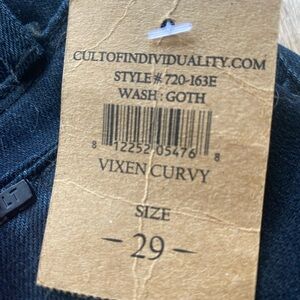 CULTOFINDIVIDUALITY.COM
STYLE # 720-163E
WASH : GOTH
8 12252 05476 8
VIXEN CURVY
SIZE
- 29 -